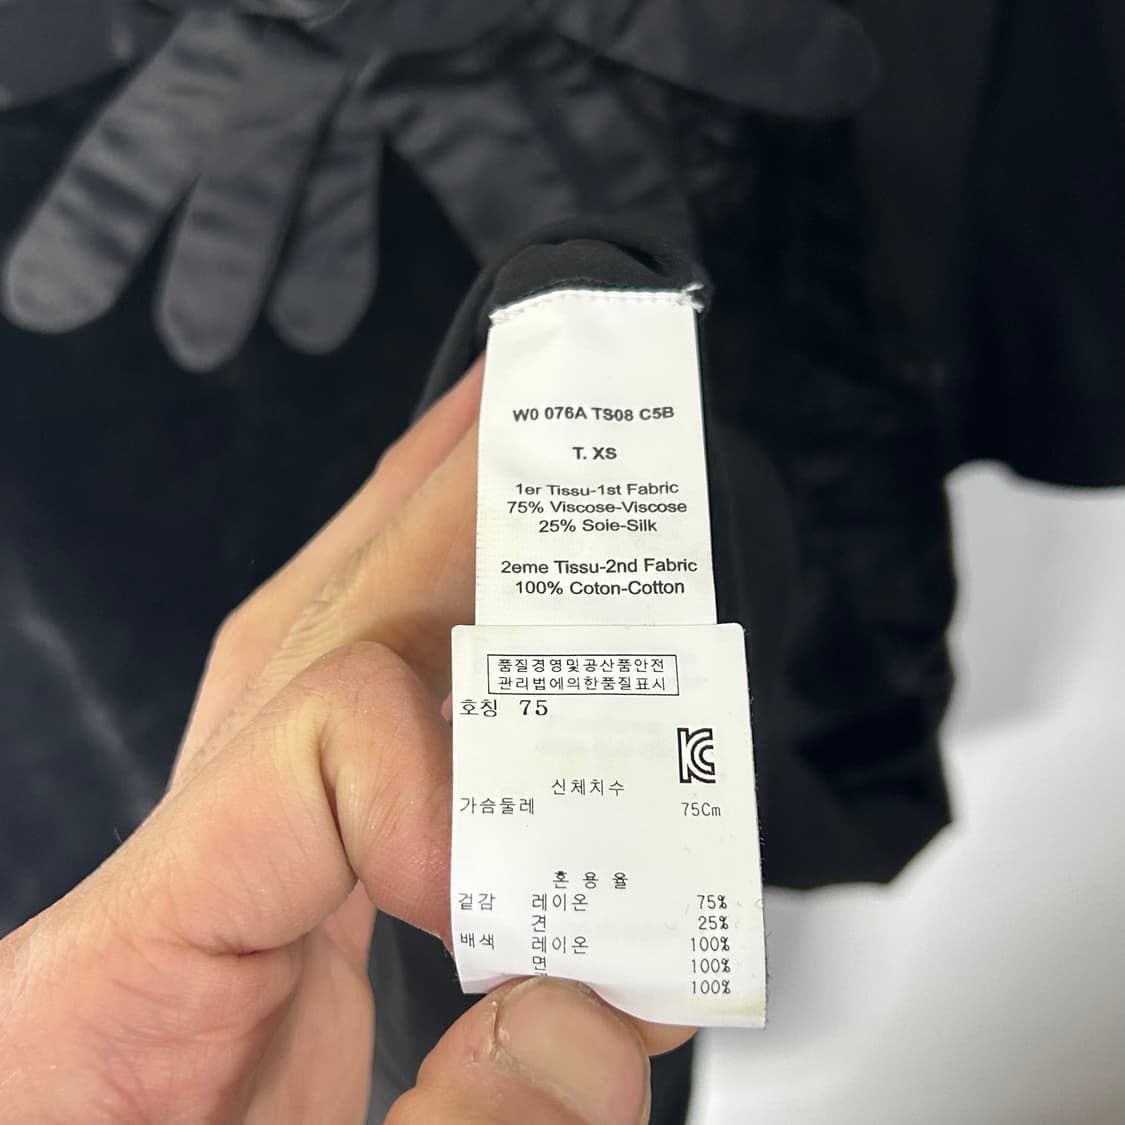 W0 076A TS08 C5B
T. XS
1er Tissu-1st Fabric
75% Viscose-Viscose
25% Soie-Silk
2eme Tissu-2nd Fabric
100% Coton-Cotton
품질경영및공산품안전
관리법에의한품질표시
호칭 75
KC
신체치수
가슴둘레 75Cm
혼 용 율
겉감 레이온 75%
견 25%
배색 레이온 100%
면 100%
100%